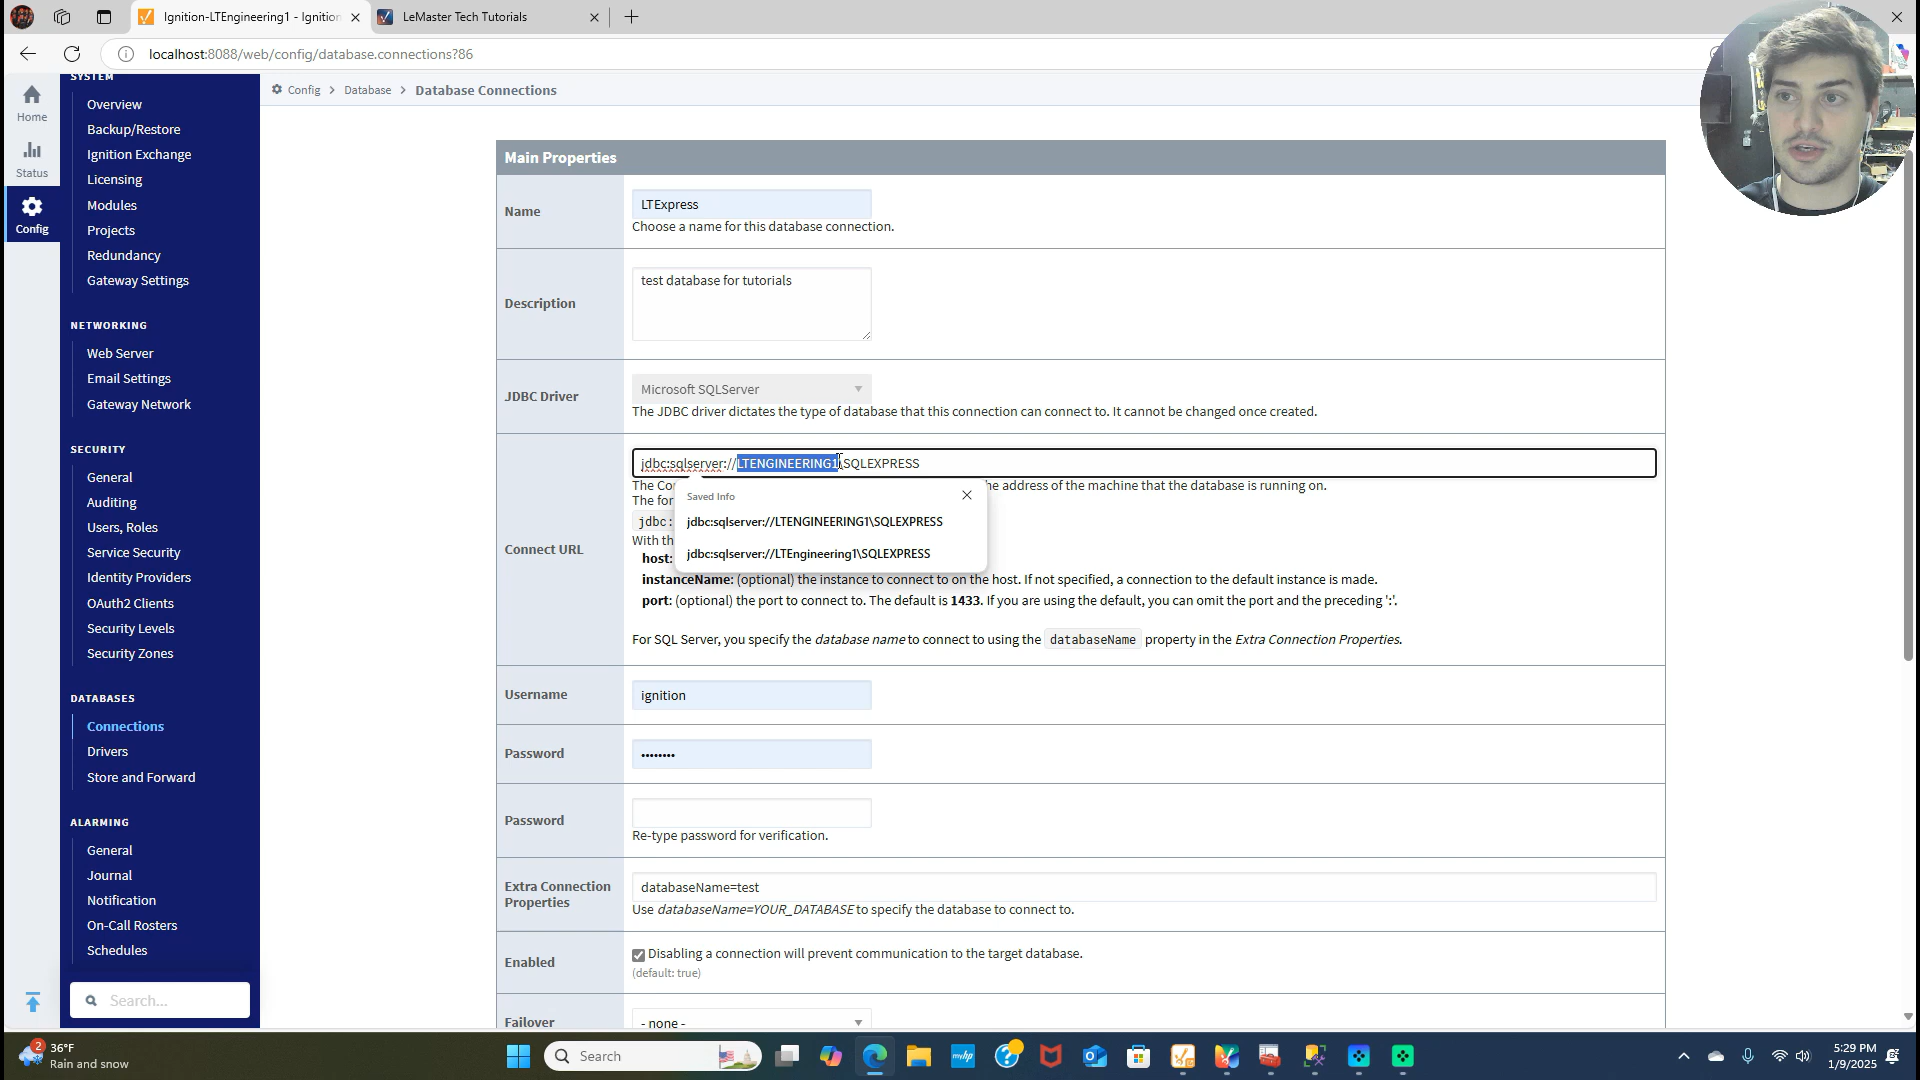 Ignition-LTEngineering1 - Ignition
LeMaster Tech Tutorials
localhost:8088/web/config/database.connections?86
Home
Status
Config
SYSTEM
Overview
Backup/Restore
Ignition Exchange
Licensing
Modules
Projects
Redundancy
Gateway Settings
NETWORKING
Web Server
Email Settings
Gateway Network
SECURITY
General
Auditing
Users, Roles
Service Security
Identity Providers
OAuth2 Clients
Security Levels
Security Zones
DATABASES
Connections
Drivers
Store and Forward
ALARMING
General
Journal
Notification
On-Call Rosters
Schedules
Search...
Config > Database > Database Connections
Main Properties
Name
LTExpress
Choose a name for this database connection.
Description
test database for tutorials
JDBC Driver
Microsoft SQLServer
The JDBC driver dictates the type of database that this connection can connect to. It cannot be changed once created.
Connect URL
jdbc:sqlserver://LTENGINEERING1\SQLEXPRESS
The Co
he address of the machine that the database is running on.
The for
jdbc:
With th
host:
Saved Info
jdbc:sqlserver://LTENGINEERING1\SQLEXPRESS
jdbc:sqlserver://LTEngineering1\SQLEXPRESS
instanceName: (optional) the instance to connect to on the host. If not specified, a connection to the default instance is made.
port: (optional) the port to connect to. The default is 1433. If you are using the default, you can omit the port and the preceding ':'.
For SQL Server, you specify the database name to connect to using the databaseName property in the Extra Connection Properties.
Username
ignition
Password
••••••••
Password
Re-type password for verification.
Extra Connection
Properties
databaseName=test
Use databaseName=YOUR_DATABASE to specify the database to connect to.
Enabled
Disabling a connection will prevent communication to the target database.
(default: true)
Failover
- none -
2
36°F
Rain and snow
Search
myhp
5:29 PM
1/9/2025